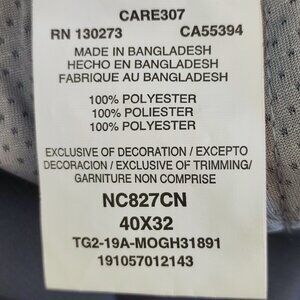 CARE307
RN 130273 CA55394
MADE IN BANGLADESH
HECHO EN BANGLADESH
FABRIQUE AU BANGLADESH
100% POLYESTER
100% POLIESTER
100% POLYESTER
EXCLUSIVE OF DECORATION / EXCEPTO
DECORACION / EXCLUSIVE OF TRIMMING/
GARNITURE NON COMPRISE
NC827CN
40X32
TG2-19A-MOGH31891
191057012143